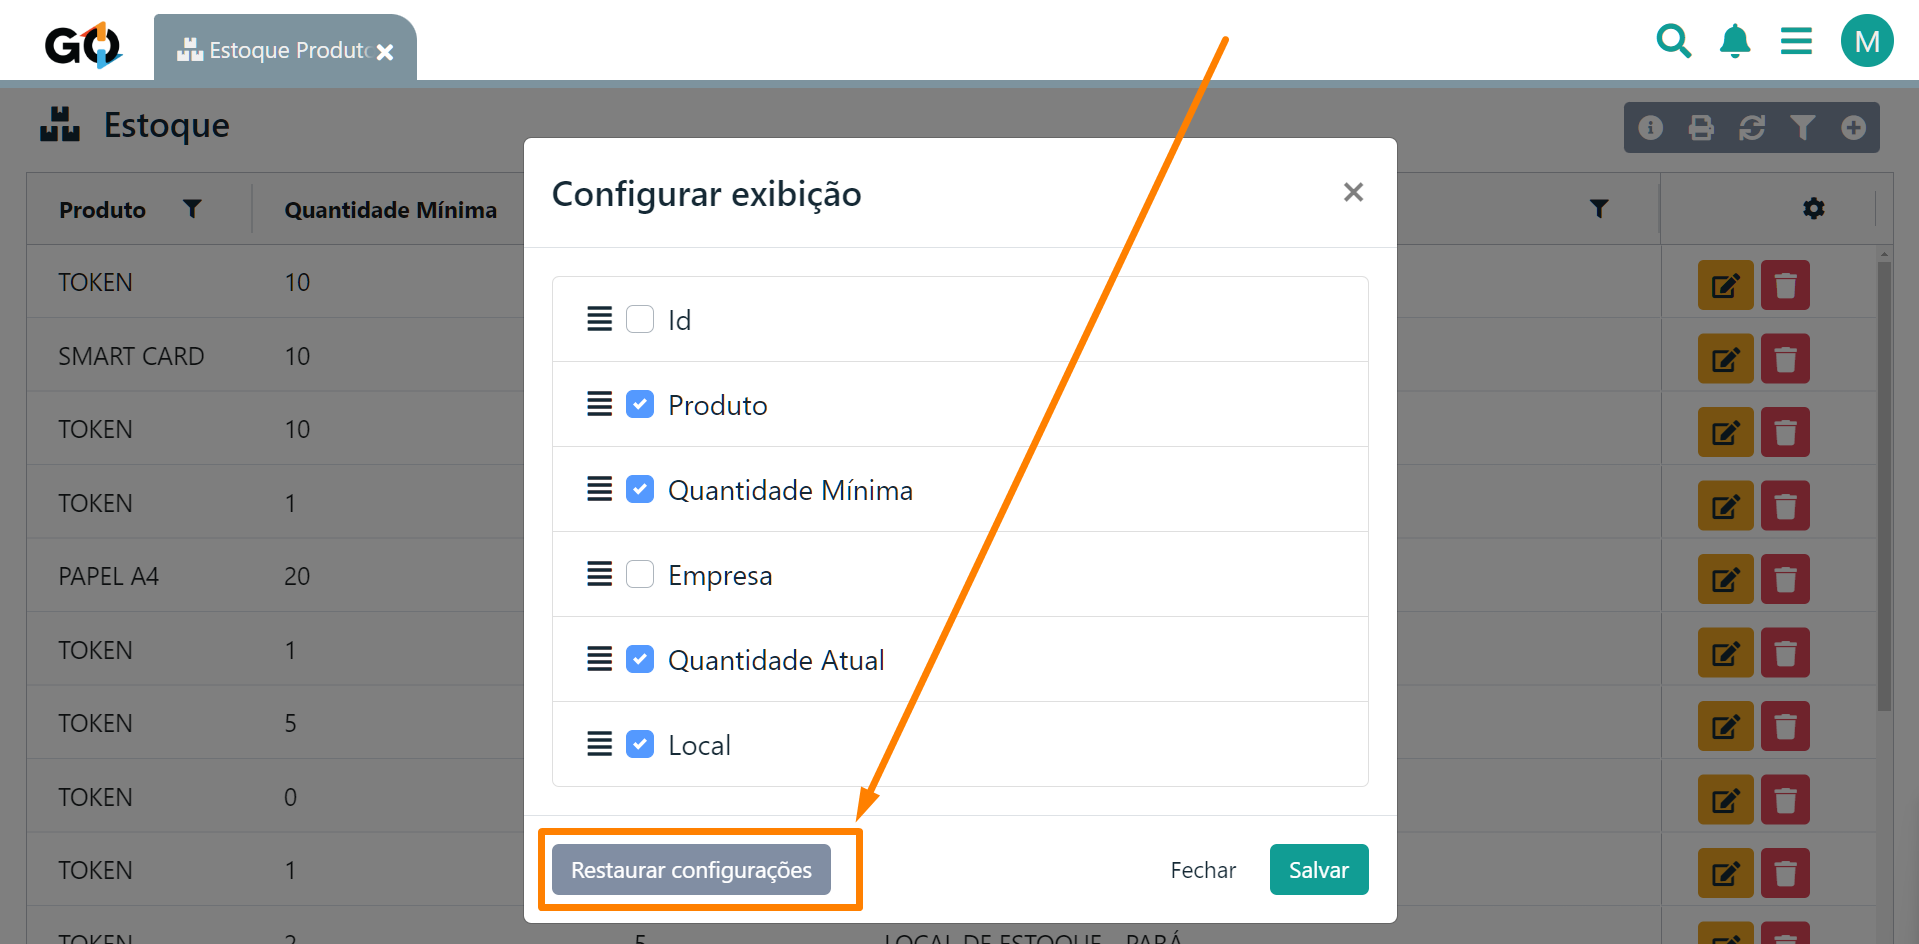 GO
Estoque Produto
M
Estoque
Produto
Quantidade Mínima
TOKEN 10
SMART CARD 10
TOKEN 10
TOKEN 1
PAPEL A4 20
TOKEN 1
TOKEN 5
TOKEN 0
TOKEN 1
TOKEN 2 5 LOCAL DE ESTOQUE - PARÁ
Configurar exibição
Id
Produto
Quantidade Mínima
Empresa
Quantidade Atual
Local
Restaurar configurações
Fechar
Salvar